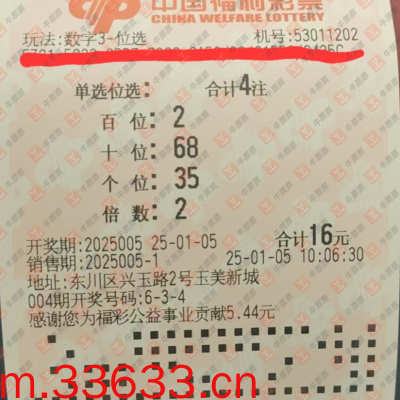 中国福利彩票
CHINA WELFARE LOTTERY
玩法:数字3-位选 机号:53011202
单选位选: 合计4注
百 位: 2
十 位: 68
个 位: 35
倍 数: 2
开奖期:2025005 25-01-05 合计16元
销售期:2025005-1 25-01-05 10:06:30
地址:东川区兴玉路2号玉美新城
004期开奖号码:6-3-4
感谢您为福彩公益事业贡献5.44元
m.33633.cn